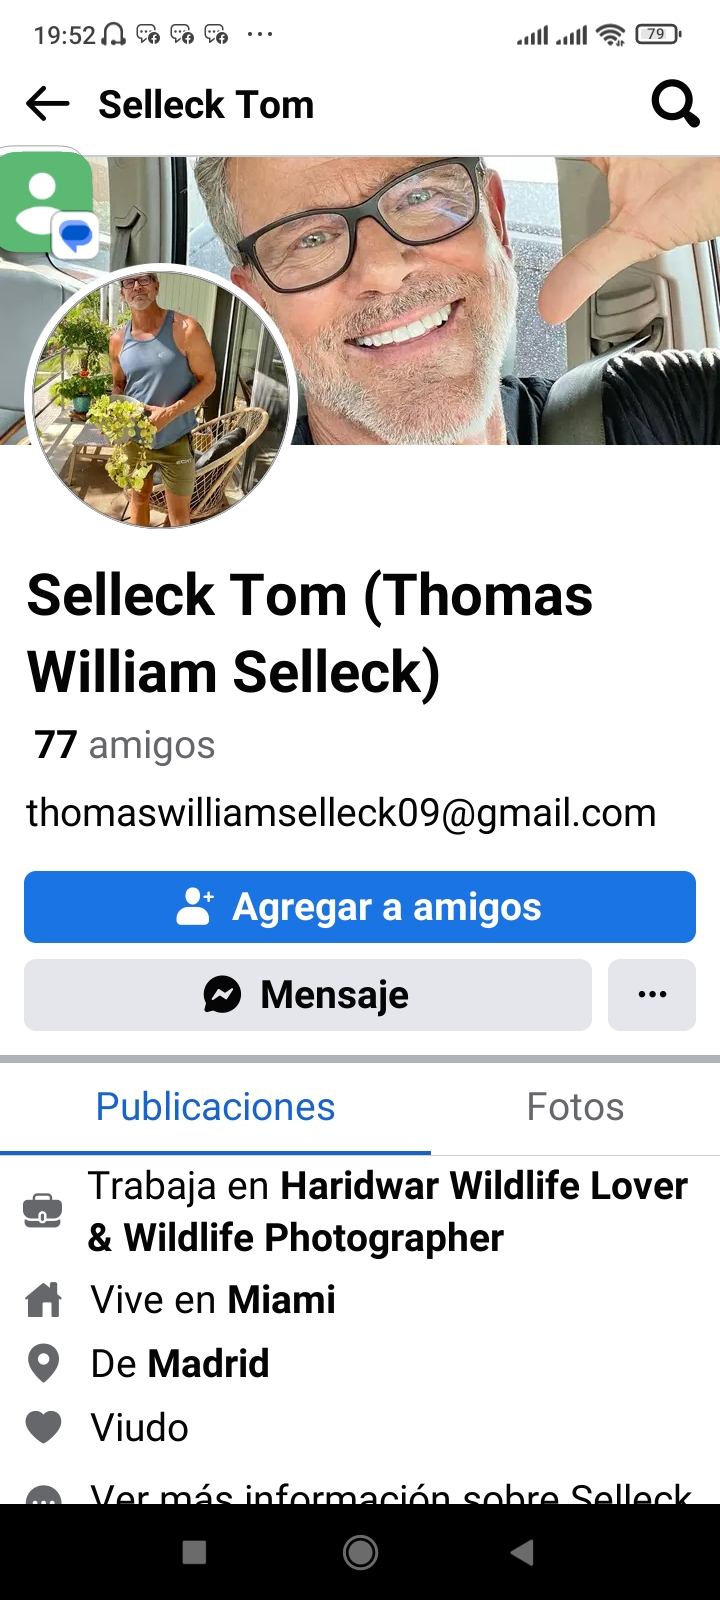 19:52
79
Selleck Tom
Selleck Tom (Thomas
William Selleck)
77 amigos
thomaswilliamselleck09@gmail.com
Agregar a amigos
Mensaje
Publicaciones
Fotos
Trabaja en Haridwar Wildlife Lover
& Wildlife Photographer
Vive en Miami
De Madrid
Viudo
Ver más información sobre Selleck